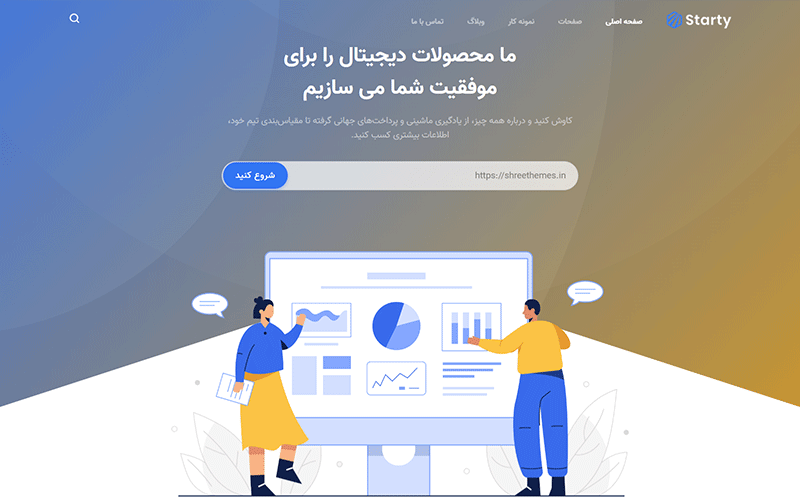 Starty
صفحه اصلی
صفحات
نمونه کار
وبلاگ
تماس با ما
ما محصولات دیجیتال را برای
موفقیت شما می سازیم
کاوش کنید و درباره همه چیز، از یادگیری ماشینی و پرداخت‌های جهانی گرفته تا مقیاس‌بندی تیم خود،
اطلاعات بیشتری کسب کنید.
https://shreethemes.in
شروع کنید